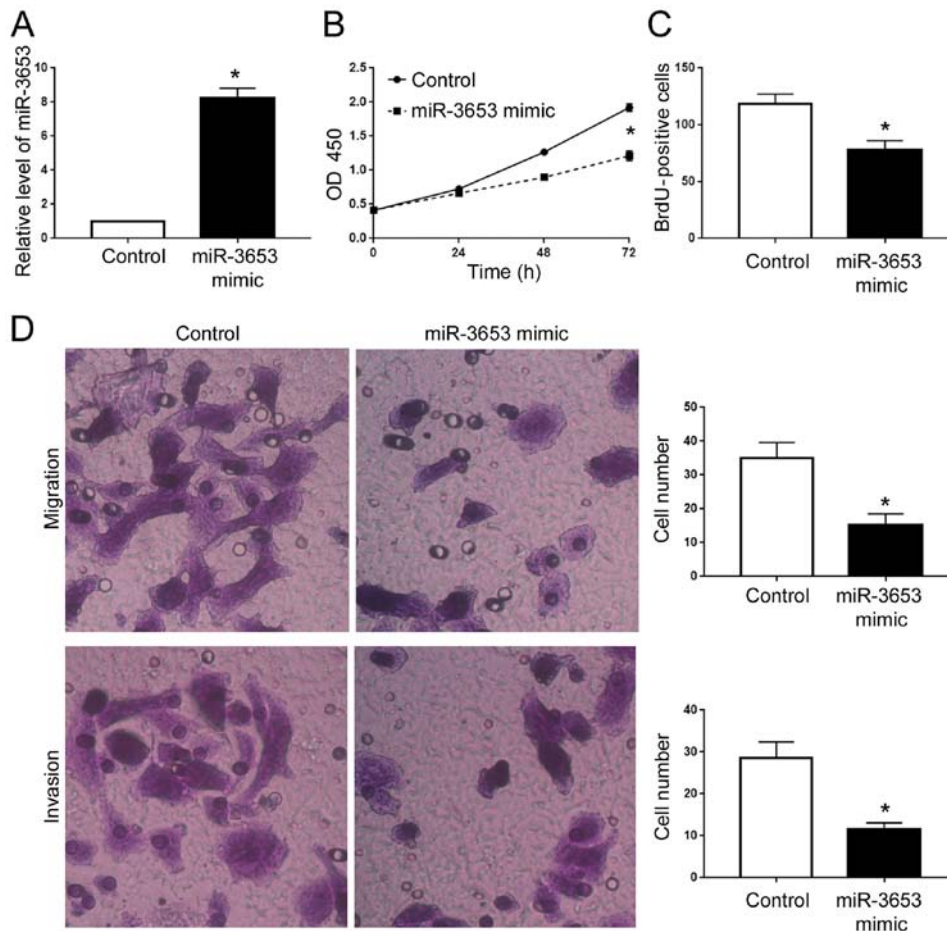 A
Relative level of miR-3653
10
8
6
4
2
0
*
Control
miR-3653
mimic
B
OD 450
2.5
2.0
1.5
1.0
0.5
0.0
Control
miR-3653 mimic
*
0
24
48
72
Time (h)
C
BrdU-positive cells
150
100
50
0
*
Control
miR-3653
mimic
D
Control
miR-3653 mimic
Migration
Cell number
50
40
30
20
10
0
*
Control
miR-3653
mimic
Invasion
Cell number
40
30
20
10
0
*
Control
miR-3653
mimic